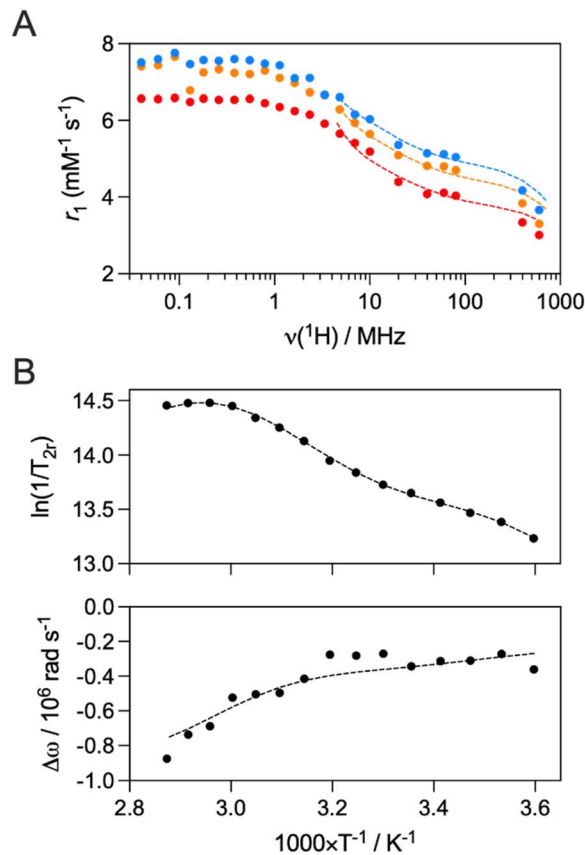 A
8
6
4
2
r₁ (mM⁻¹ s⁻¹)
0.1 1 10 100 1000
ν(¹H) / MHz
B
14.5
14.0
13.5
13.0
ln(1/T₂ᵣ)
0.0
-0.2
-0.4
-0.6
-0.8
-1.0
Δω / 10⁶ rad s⁻¹
2.8 3.0 3.2 3.4 3.6
1000×T⁻¹ / K⁻¹